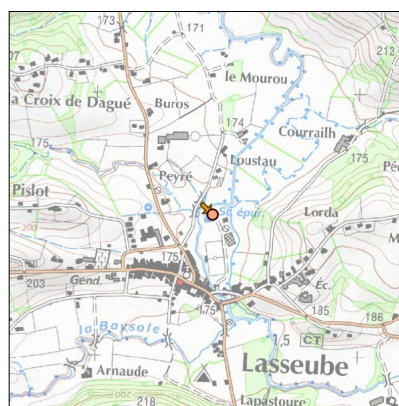 173
171
07
le Mourou
212
a Croix de Dagué
Buros
174
Courrailh
175
Loustau
175
Peyré
Pislot
St épur.
Lorda
200
175
203
Gend.
Éc.
175
185
186
la Baysole
1,5
CT
Arnaude
Lasseube
218
Lapastoure